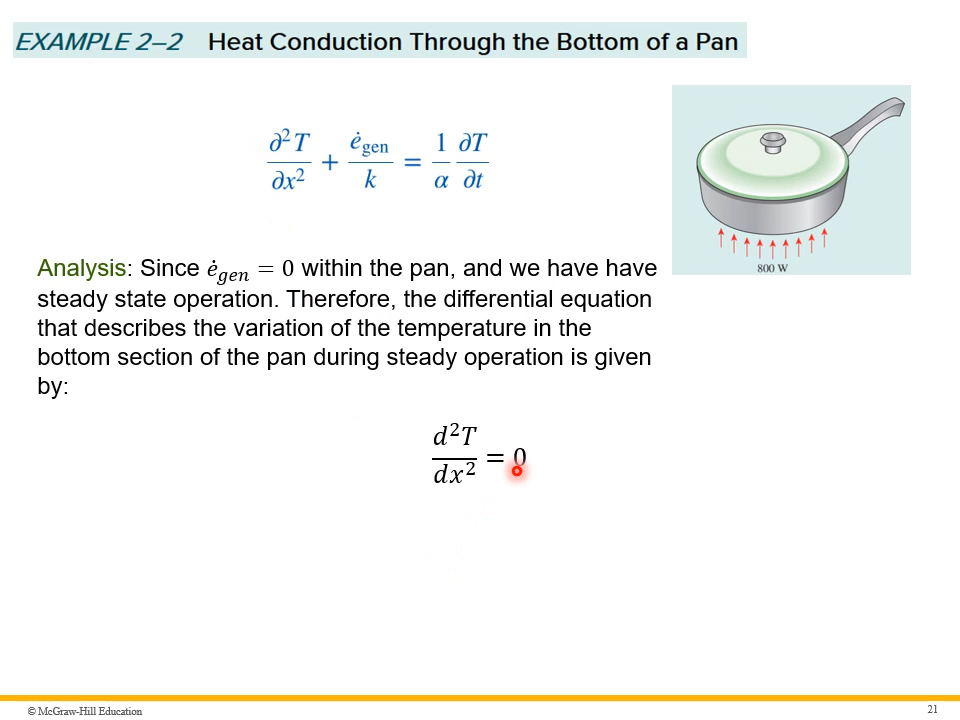 EXAMPLE 2–2 Heat Conduction Through the Bottom of a Pan
∂²T/∂x² + ė_gen/k = 1/α ∂T/∂t
800 W
Analysis: Since ė_gen = 0 within the pan, and we have have
steady state operation. Therefore, the differential equation
that describes the variation of the temperature in the
bottom section of the pan during steady operation is given
by:
d²T/dx² = 0
© McGraw-Hill Education
21